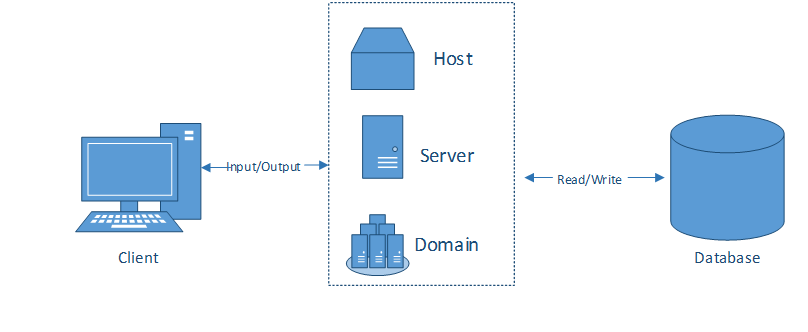 Host
Server
Domain
Input/Output
Read/Write
Client
Database